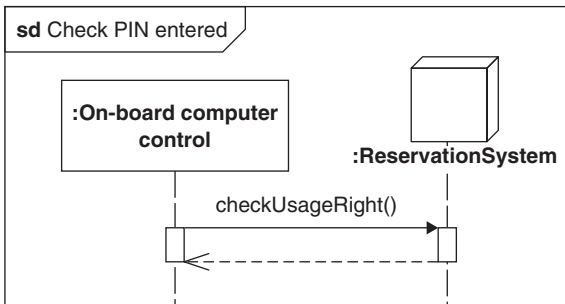 sd Check PIN entered
:On-board computer
control
:ReservationSystem
checkUsageRight()